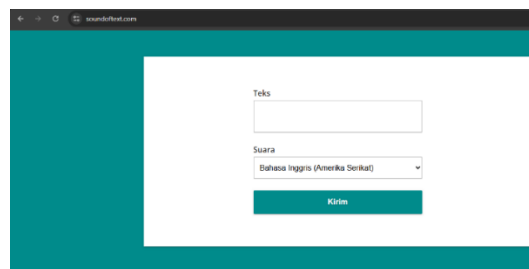 soundoftext.com
Teks
Suara
Bahasa Inggris (Amerika Serikat)
Kirim